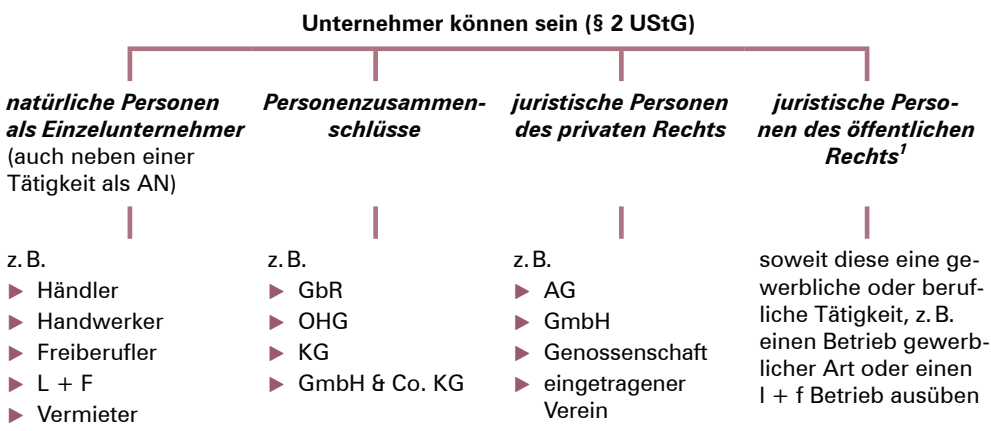 Unternehmer können sein (§ 2 UStG)
natürliche Personen
als Einzelunternehmer
(auch neben einer
Tätigkeit als AN)
z. B.
▶ Händler
▶ Handwerker
▶ Freiberufler
▶ L + F
▶ Vermieter
Personenzusammen-
schlüsse
z. B.
▶ GbR
▶ OHG
▶ KG
▶ GmbH & Co. KG
juristische Personen
des privaten Rechts
z. B.
▶ AG
▶ GmbH
▶ Genossenschaft
▶ eingetragener
Verein
juristische Perso-
nen des öffentlichen
Rechts¹
soweit diese eine ge-
werbliche oder beruf-
liche Tätigkeit, z. B.
einen Betrieb gewerb-
licher Art oder einen
l + f Betrieb ausüben